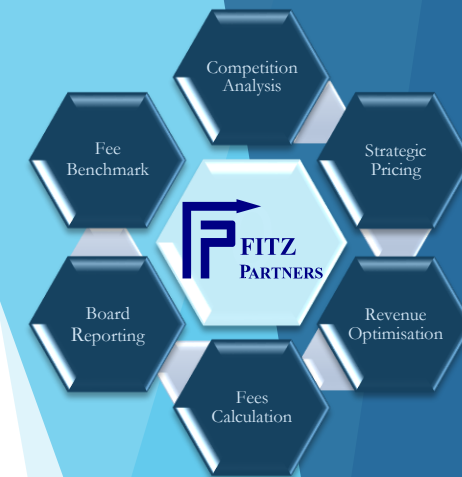 Competition
Analysis
Fee
Benchmark
Strategic
Pricing
FITZ
PARTNERS
Board
Reporting
Revenue
Optimisation
Fees
Calculation